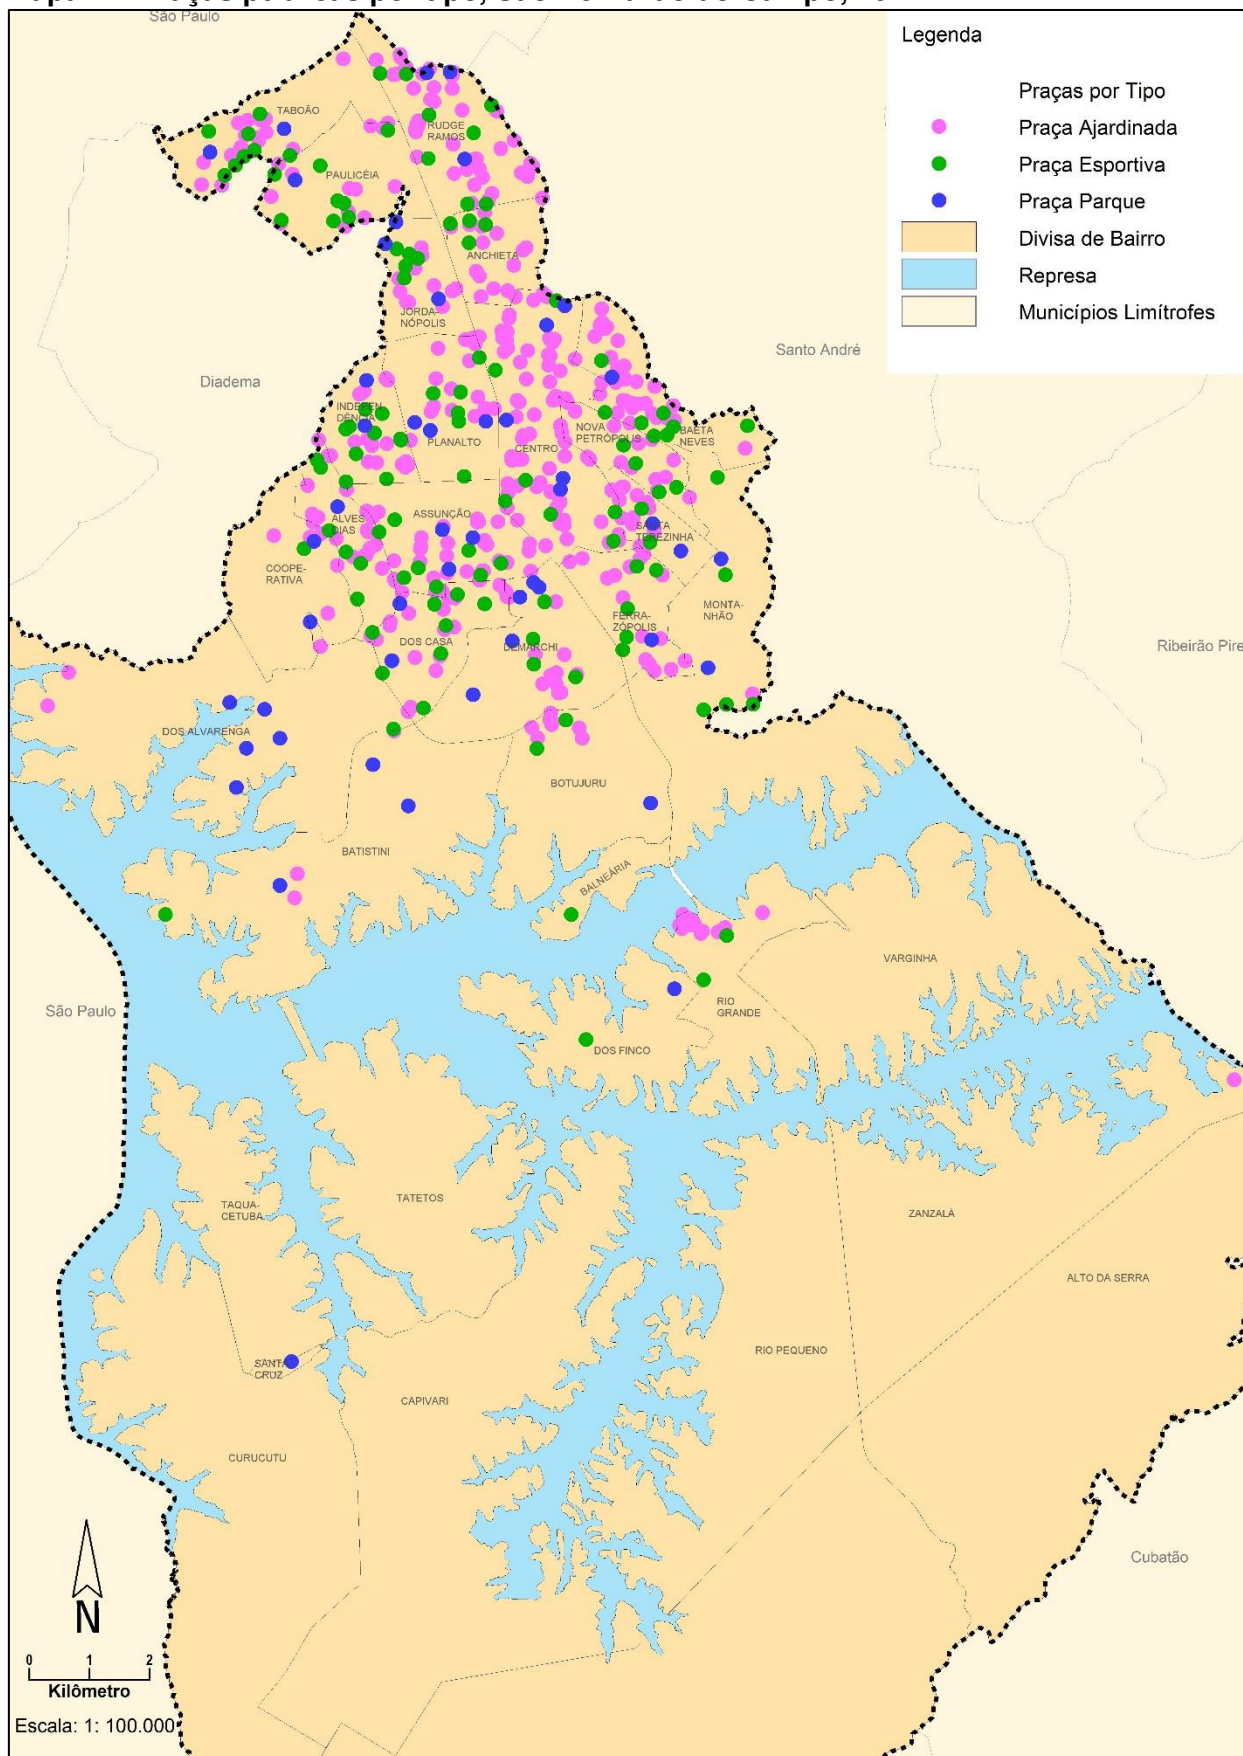 São Paulo
Legenda
Praças por Tipo
Praça Ajardinada
Praça Esportiva
Praça Parque
Divisa de Bairro
Represa
Municípios Limítrofes
TABOÃO
RUDGE
RAMOS
PAULICÉIA
ANCHIETA
JORDA-
NÓPOLIS
Santo André
Diadema
INDEPEN
DÊNCIA
PLANALTO
NOVA
PETRÓPOLIS
BAETA
NEVES
CENTRO
ALVES
DIAS
ASSUNÇÃO
SANTA
TEREZINHA
COOPE-
RATIVA
MONTA-
NHÃO
FERRA-
ZÓPOLIS
DOS CASA
DEMARCHI
Ribeirão Pire
DOS ALVARENGA
BOTUJURU
BATISTINI
BALNEÁRIA
VARGINHA
São Paulo
RIO
GRANDE
DOS FINCO
TAQUA-
CETUBA
TATETOS
ZANZALÁ
ALTO DA SERRA
RIO PEQUENO
SANTA
CRUZ
CAPIVARI
CURUCUTU
Cubatão
N
0 1 2
Kilômetro
Escala: 1: 100.000